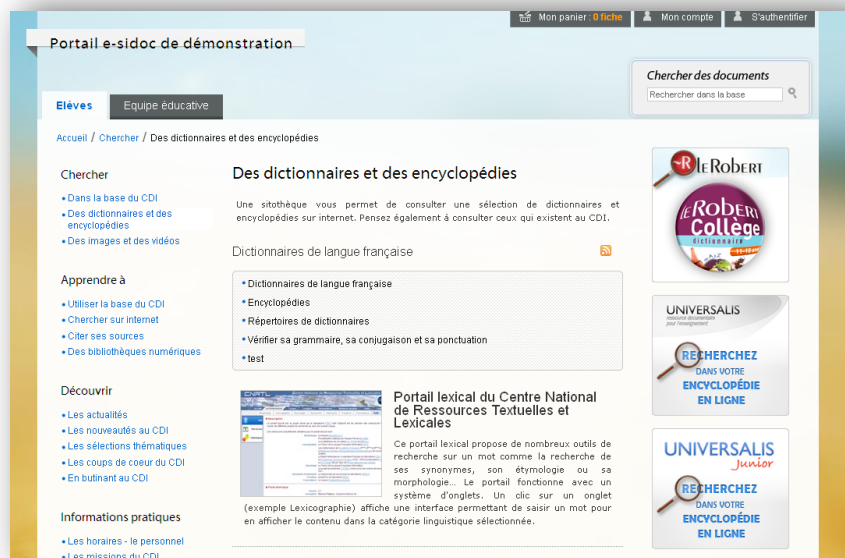 Mon panier : 0 fiche
Mon compte
S'authentifier
Portail e-sidoc de démonstration
Chercher des documents
Rechercher dans la base
Elèves
Equipe éducative
Accueil / Chercher / Des dictionnaires et des encyclopédies
Chercher
Dans la base du CDI
Des dictionnaires et des
encyclopédies
Des images et des vidéos
Apprendre à
Utiliser la base du CDI
Chercher sur internet
Citer ses sources
Des bibliothèques numériques
Découvrir
Les actualités
Les nouveautés au CDI
Les sélections thématiques
Les coups de coeur du CDI
En butinant au CDI
Informations pratiques
Les horaires - le personnel
Les missions du CDI
Des dictionnaires et des encyclopédies
Une sitothèque vous permet de consulter une sélection de dictionnaires et
encyclopédies sur internet. Pensez également à consulter ceux qui existent au CDI.
Dictionnaires de langue française
Dictionnaires de langue française
Encyclopédies
Répertoires de dictionnaires
Vérifier sa grammaire, sa conjugaison et sa ponctuation
test
CNRTL
Portail lexical du Centre National
de Ressources Textuelles et
Lexicales
Ce portail lexical propose de nombreux outils de
recherche sur un mot comme la recherche de
ses synonymes, son étymologie ou sa
morphologie... Le portail fonctionne avec un
système d'onglets. Un clic sur un onglet
(exemple Lexicographie) affiche une interface permettant de saisir un mot pour
en afficher le contenu dans la catégorie linguistique sélectionnée.
R le Robert
le Robert
Collège
dictionnaire
UNIVERSALIS
ressource documentaire
pour l'enseignement
RECHERCHEZ
DANS VOTRE
ENCYCLOPÉDIE
EN LIGNE
UNIVERSALIS
Junior
RECHERCHEZ
DANS VOTRE
ENCYCLOPÉDIE
EN LIGNE